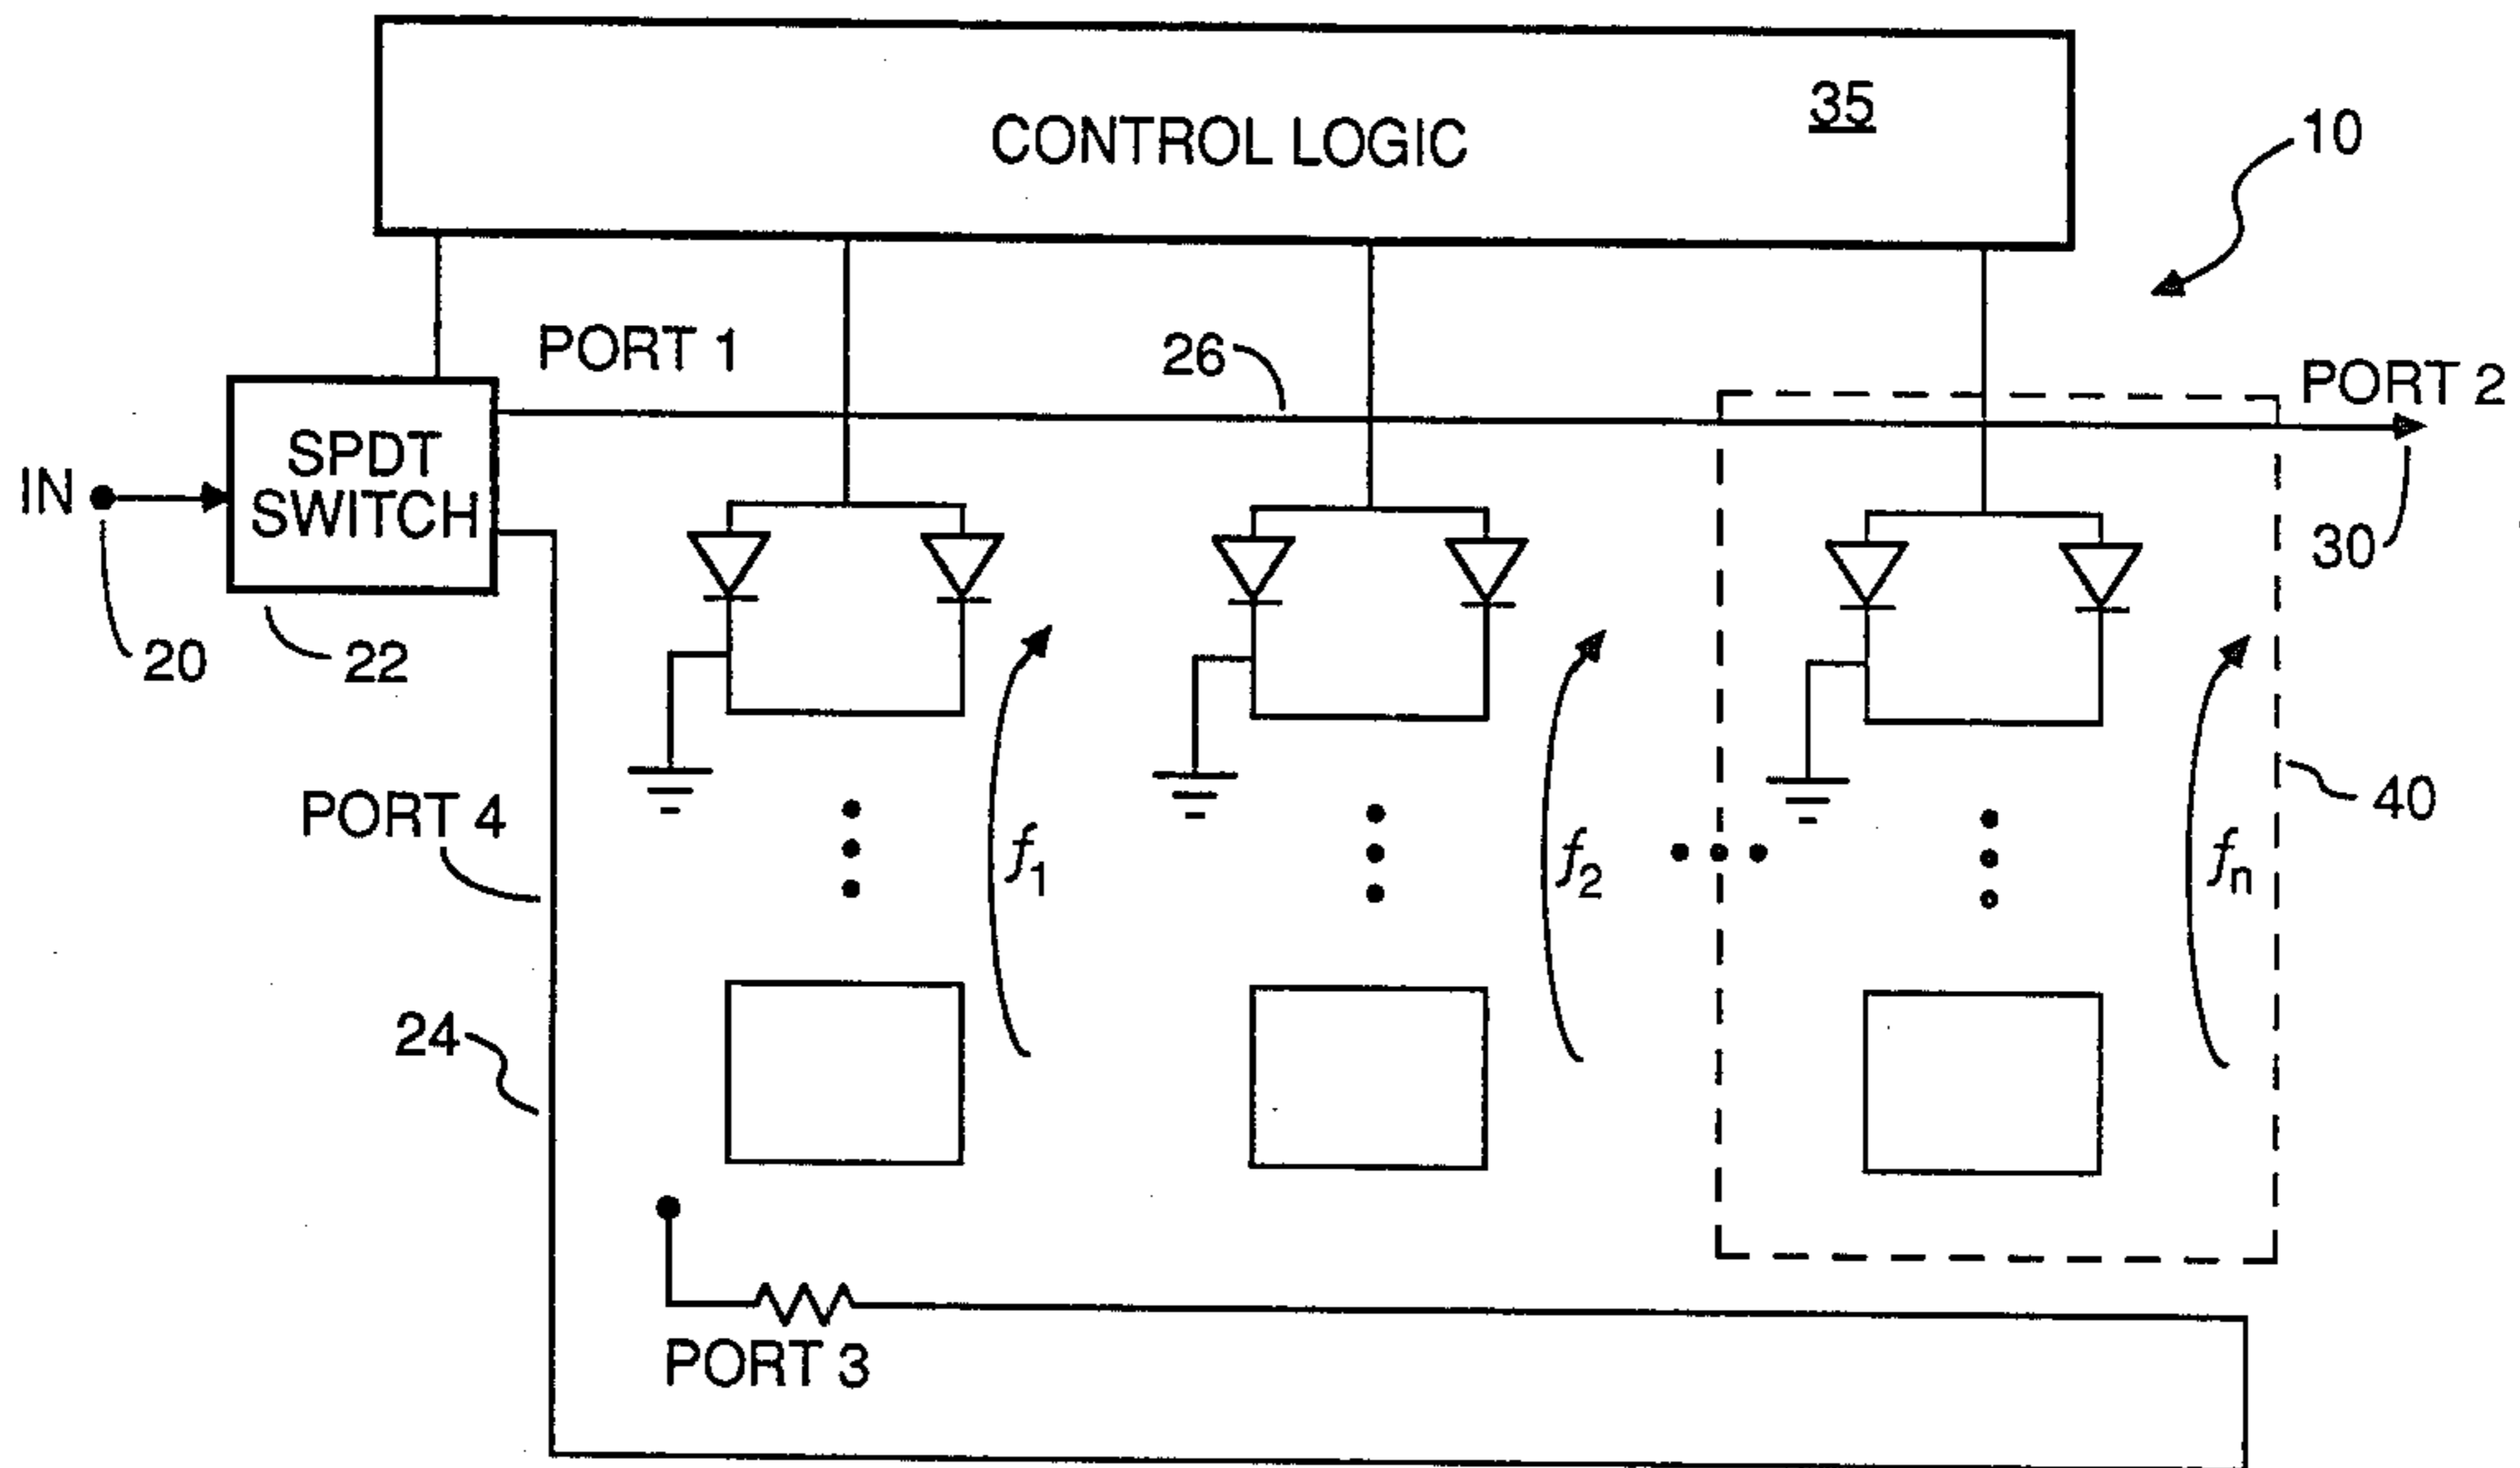 35
CONTROL LOGIC
10
PORT 1
26
PORT 2
SPDT
SWITCH
IN
30
20
22
PORT 4
f1
f2
fn
40
24
PORT 3